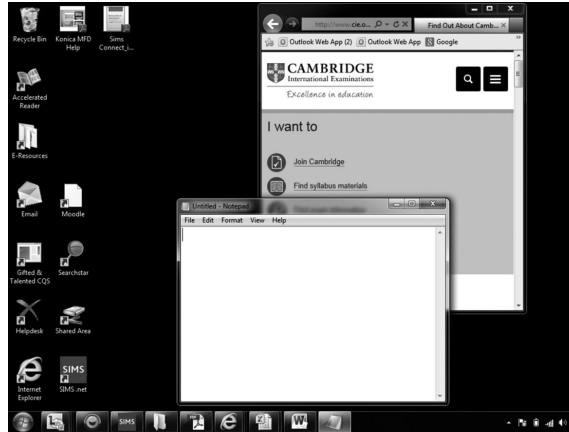 Recycle Bin
Konica MFD
Help
Sims
Connect_i...
Accelerated
Reader
E-Resources
Email
Moodle
Gifted &
Talented CQS
Searchstar
Helpdesk
Shared Area
Internet
Explorer
SIMS
SIMS .net
http://www.cie.o...
Find Out About Camb...
Outlook Web App (2)
Outlook Web App
Google
CAMBRIDGE
International Examinations
Excellence in education
I want to
Join Cambridge
Find syllabus materials
Untitled - Notepad
File Edit Format View Help
SIMS